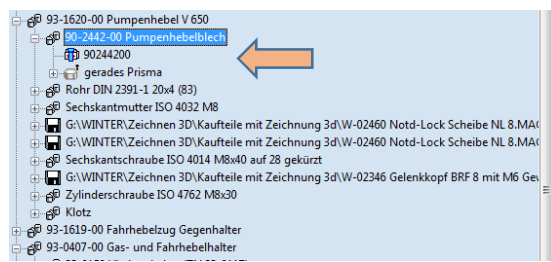 93-1620-00 Pumpenhebel V 650
90-2442-00 Pumpenhebelblech
90244200
gerades Prisma
Rohr DIN 2391-1 20x4 (83)
Sechskantmutter ISO 4032 M8
G:\WINTER\Zeichnen 3D\Kaufteile mit Zeichnung 3d\W-02460 Notd-Lock Scheibe NL 8.MA
G:\WINTER\Zeichnen 3D\Kaufteile mit Zeichnung 3d\W-02460 Notd-Lock Scheibe NL 8.MA
Sechskantschraube ISO 4014 M8x40 auf 28 gekürzt
G:\WINTER\Zeichnen 3D\Kaufteile mit Zeichnung 3d\W-02346 Gelenkkopf BRF 8 mit M6 Gew
Zylinderschraube ISO 4762 M8x30
Klotz
93-1619-00 Fahrhebelzug Gegenhalter
93-0407-00 Gas- und Fahrhebelhalter